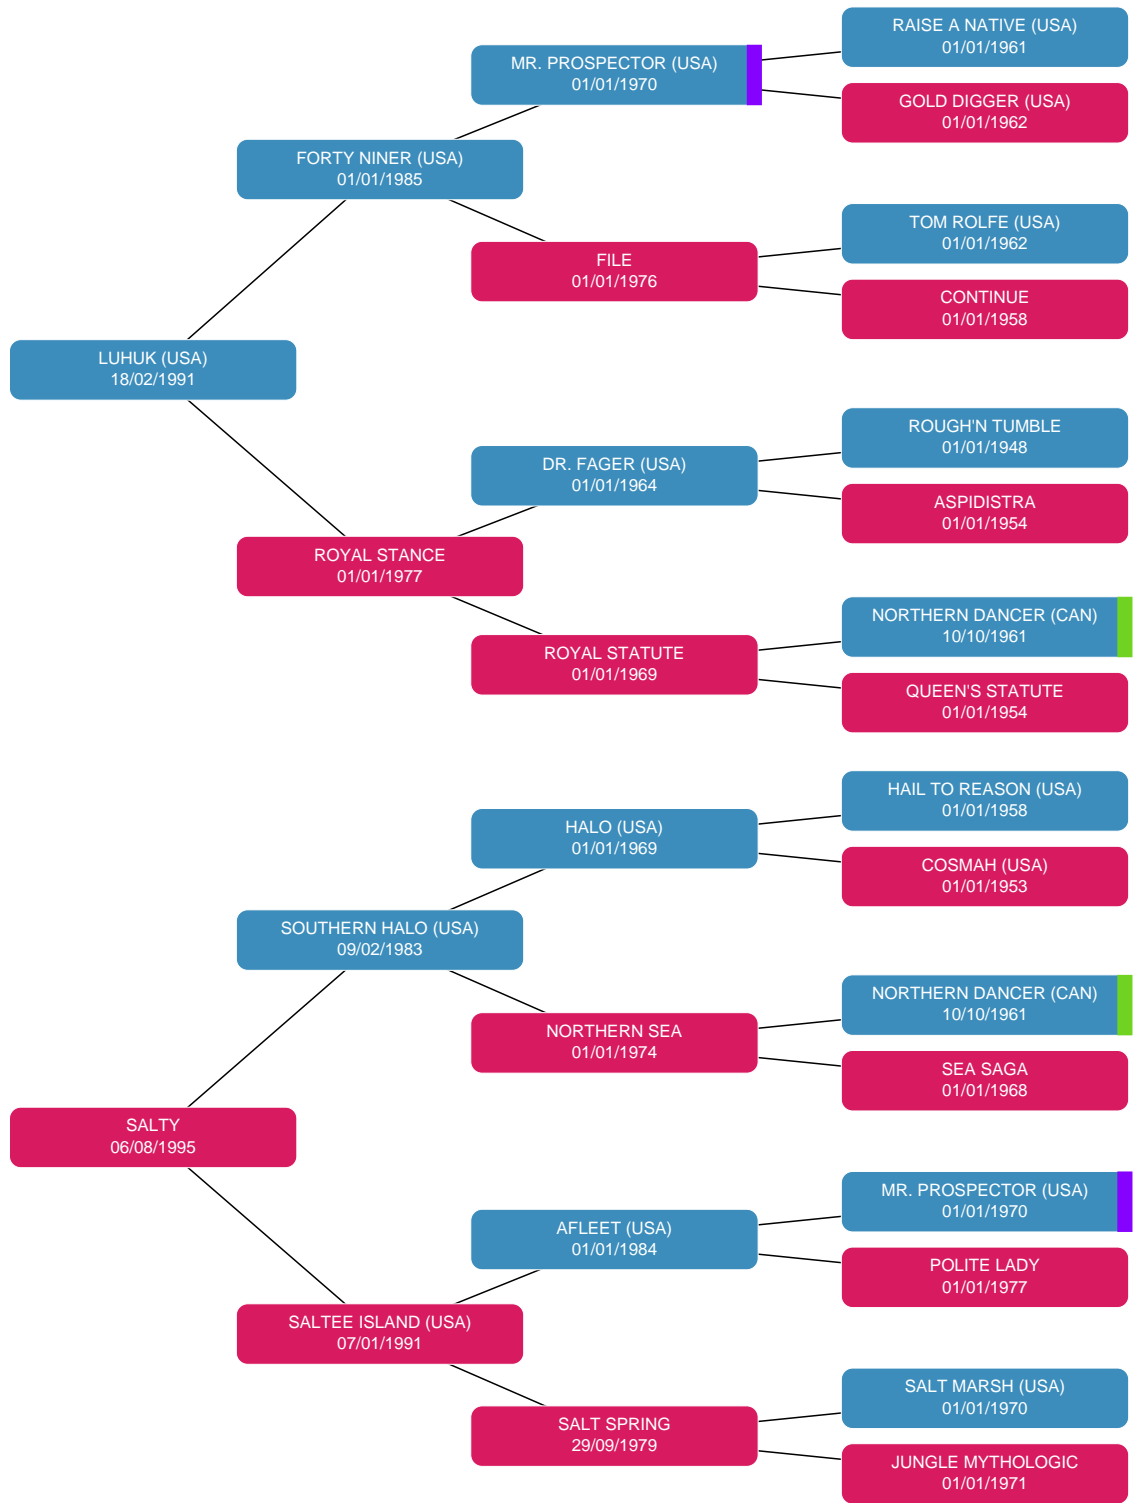 RAISE A NATIVE (USA)
01/01/1961
MR. PROSPECTOR (USA)
01/01/1970
GOLD DIGGER (USA)
01/01/1962
FORTY NINER (USA)
01/01/1985
TOM ROLFE (USA)
01/01/1962
FILE
01/01/1976
CONTINUE
01/01/1958
LUHUK (USA)
18/02/1991
ROUGH'N TUMBLE
01/01/1948
DR. FAGER (USA)
01/01/1964
ASPIDISTRA
01/01/1954
ROYAL STANCE
01/01/1977
NORTHERN DANCER (CAN)
10/10/1961
ROYAL STATUTE
01/01/1969
QUEEN'S STATUTE
01/01/1954
HAIL TO REASON (USA)
01/01/1958
HALO (USA)
01/01/1969
COSMAH (USA)
01/01/1953
SOUTHERN HALO (USA)
09/02/1983
NORTHERN DANCER (CAN)
10/10/1961
NORTHERN SEA
01/01/1974
SEA SAGA
01/01/1968
SALTY
06/08/1995
MR. PROSPECTOR (USA)
01/01/1970
AFLEET (USA)
01/01/1984
POLITE LADY
01/01/1977
SALTEE ISLAND (USA)
07/01/1991
SALT MARSH (USA)
01/01/1970
SALT SPRING
29/09/1979
JUNGLE MYTHOLOGIC
01/01/1971